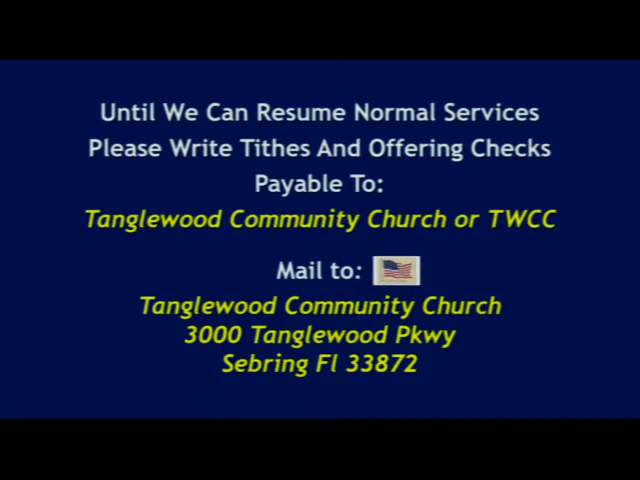 Until We Can Resume Normal Services
Please Write Tithes And Offering Checks
Payable To:
Tanglewood Community Church or TWCC
Mail to:
Tanglewood Community Church
3000 Tanglewood Pkwy
Sebring Fl 33872